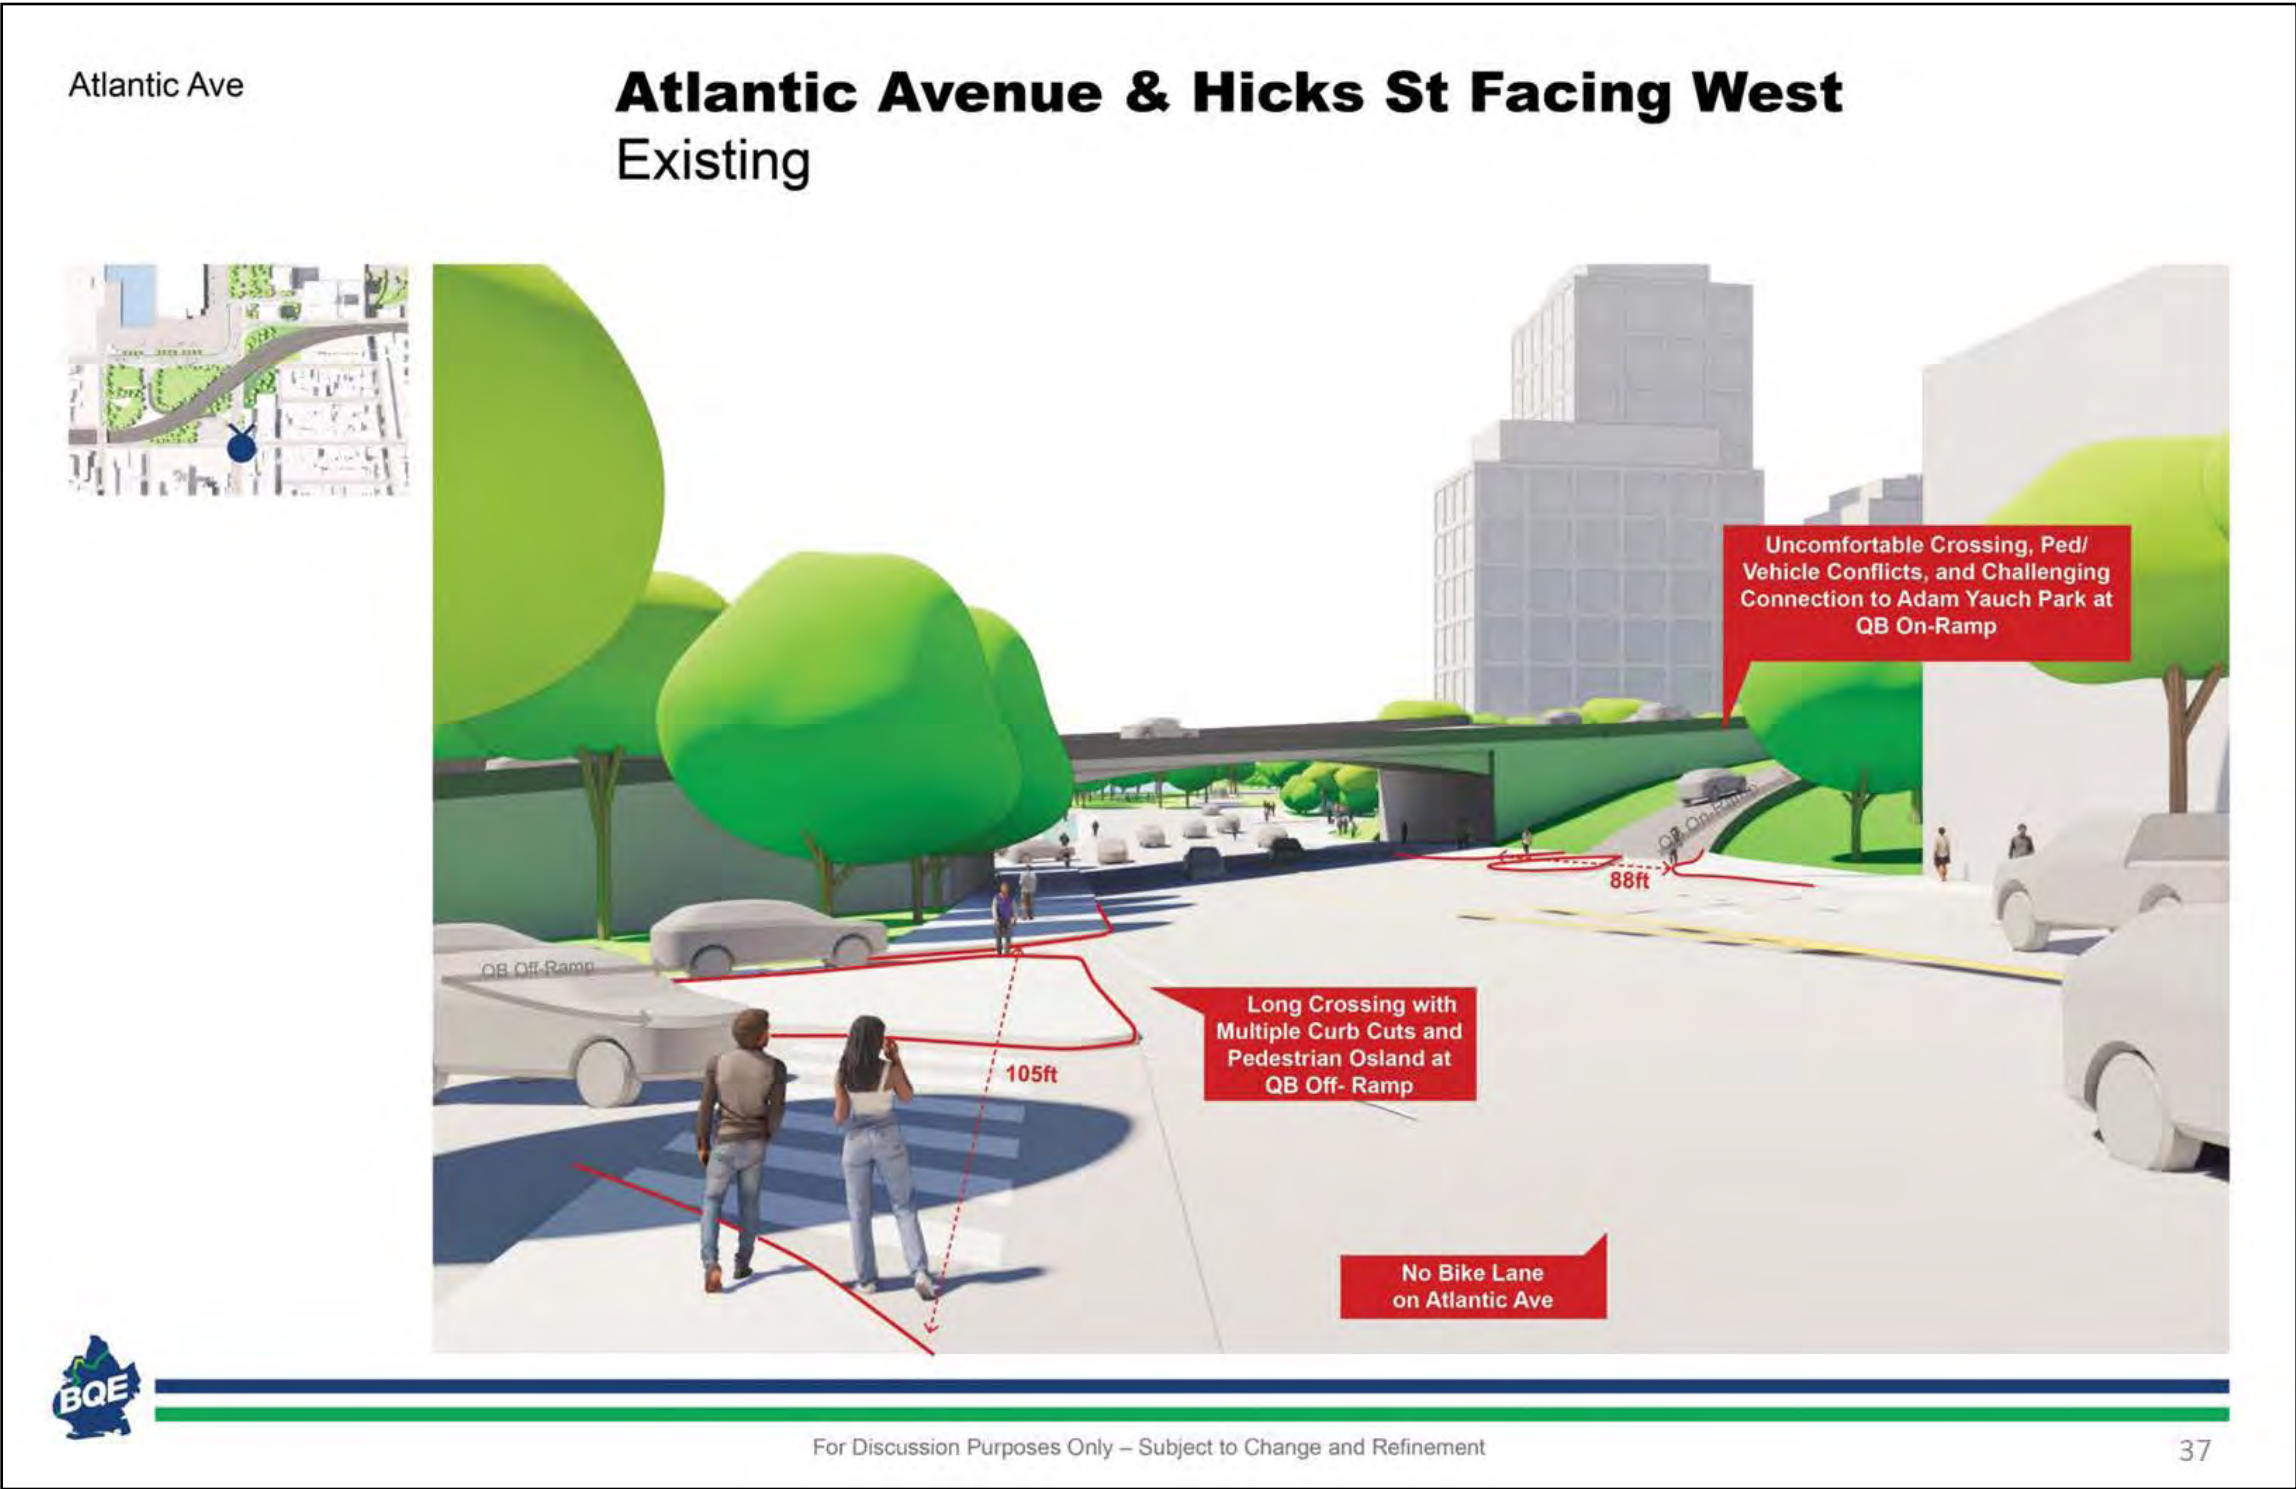 Atlantic Ave
Atlantic Avenue & Hicks St Facing West
Existing
Uncomfortable Crossing, Ped/
Vehicle Conflicts, and Challenging
Connection to Adam Yauch Park at
QB On-Ramp
QB On-Ramp
88ft
QB Off-Ramp
Long Crossing with
Multiple Curb Cuts and
Pedestrian Osland at
QB Off- Ramp
105ft
No Bike Lane
on Atlantic Ave
BQE
For Discussion Purposes Only – Subject to Change and Refinement
37